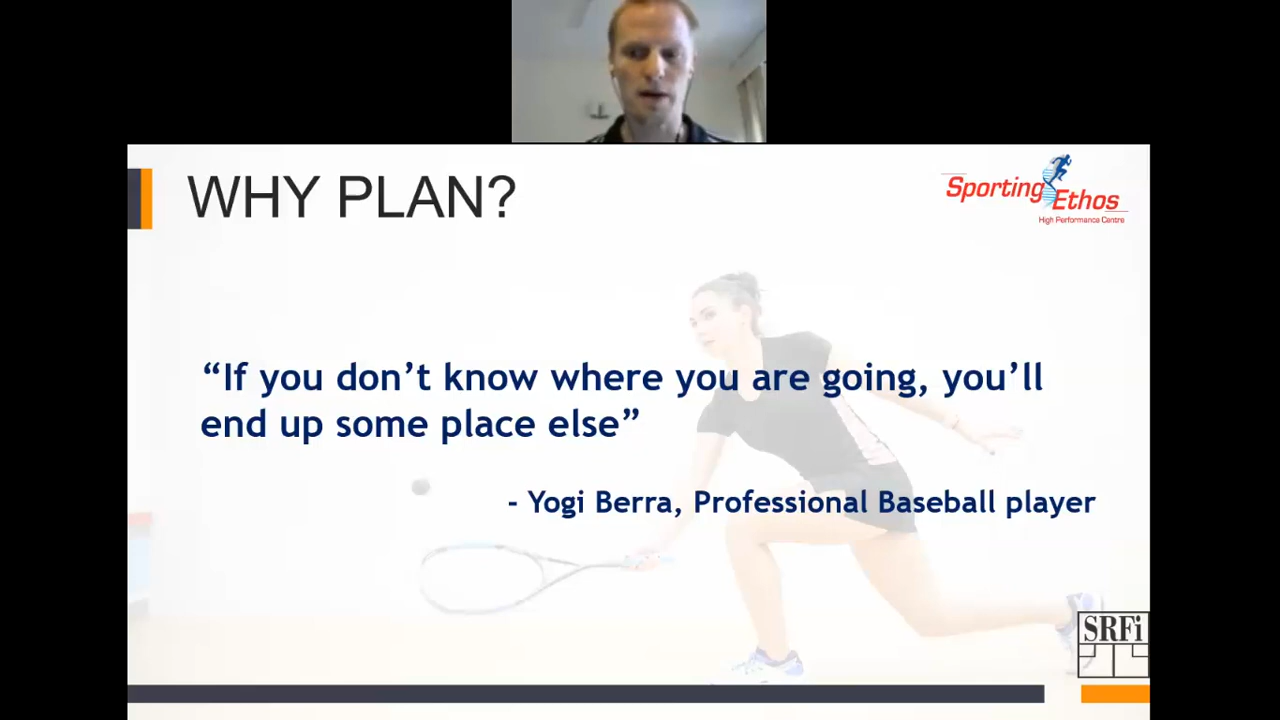 WHY PLAN?
Sporting Ethos
High Performance Centre
“If you don’t know where you are going, you’ll
end up some place else”
- Yogi Berra, Professional Baseball player
SRFi